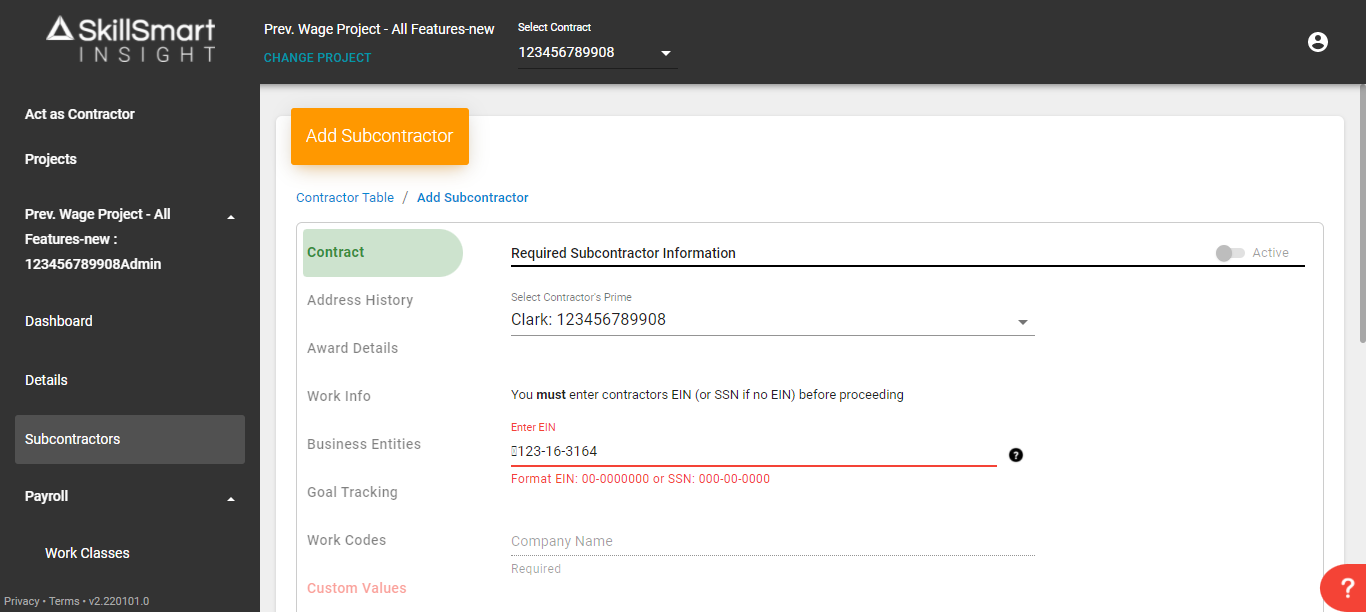 SkillSmart
INSIGHT
Prev. Wage Project - All Features-new
CHANGE PROJECT
Select Contract
123456789908
Act as Contractor
Projects
Prev. Wage Project - All
Features-new :
123456789908Admin
Dashboard
Details
Subcontractors
Payroll
Work Classes
Privacy • Terms • v2.220101.0
Add Subcontractor
Contractor Table / Add Subcontractor
Contract
Address History
Award Details
Work Info
Business Entities
Goal Tracking
Work Codes
Custom Values
Required Subcontractor Information
Active
Select Contractor's Prime
Clark: 123456789908
You must enter contractors EIN (or SSN if no EIN) before proceeding
Enter EIN
123-16-3164
?
Format EIN: 00-0000000 or SSN: 000-00-0000
Company Name
Required
?